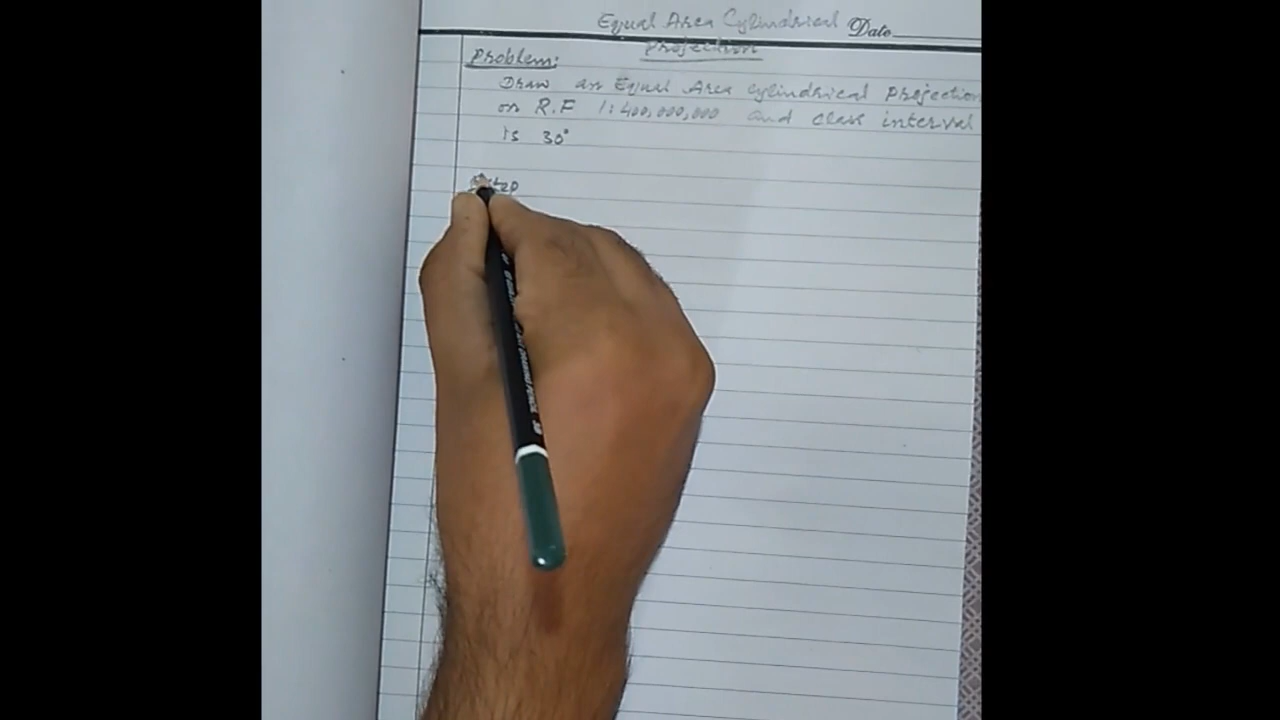 Equal Area Cylindrical Date
Projection
Problem:
Draw an Equal Area Cylindrical Projection
on R.F 1:400,000,000 and class interval
is 30°
Step